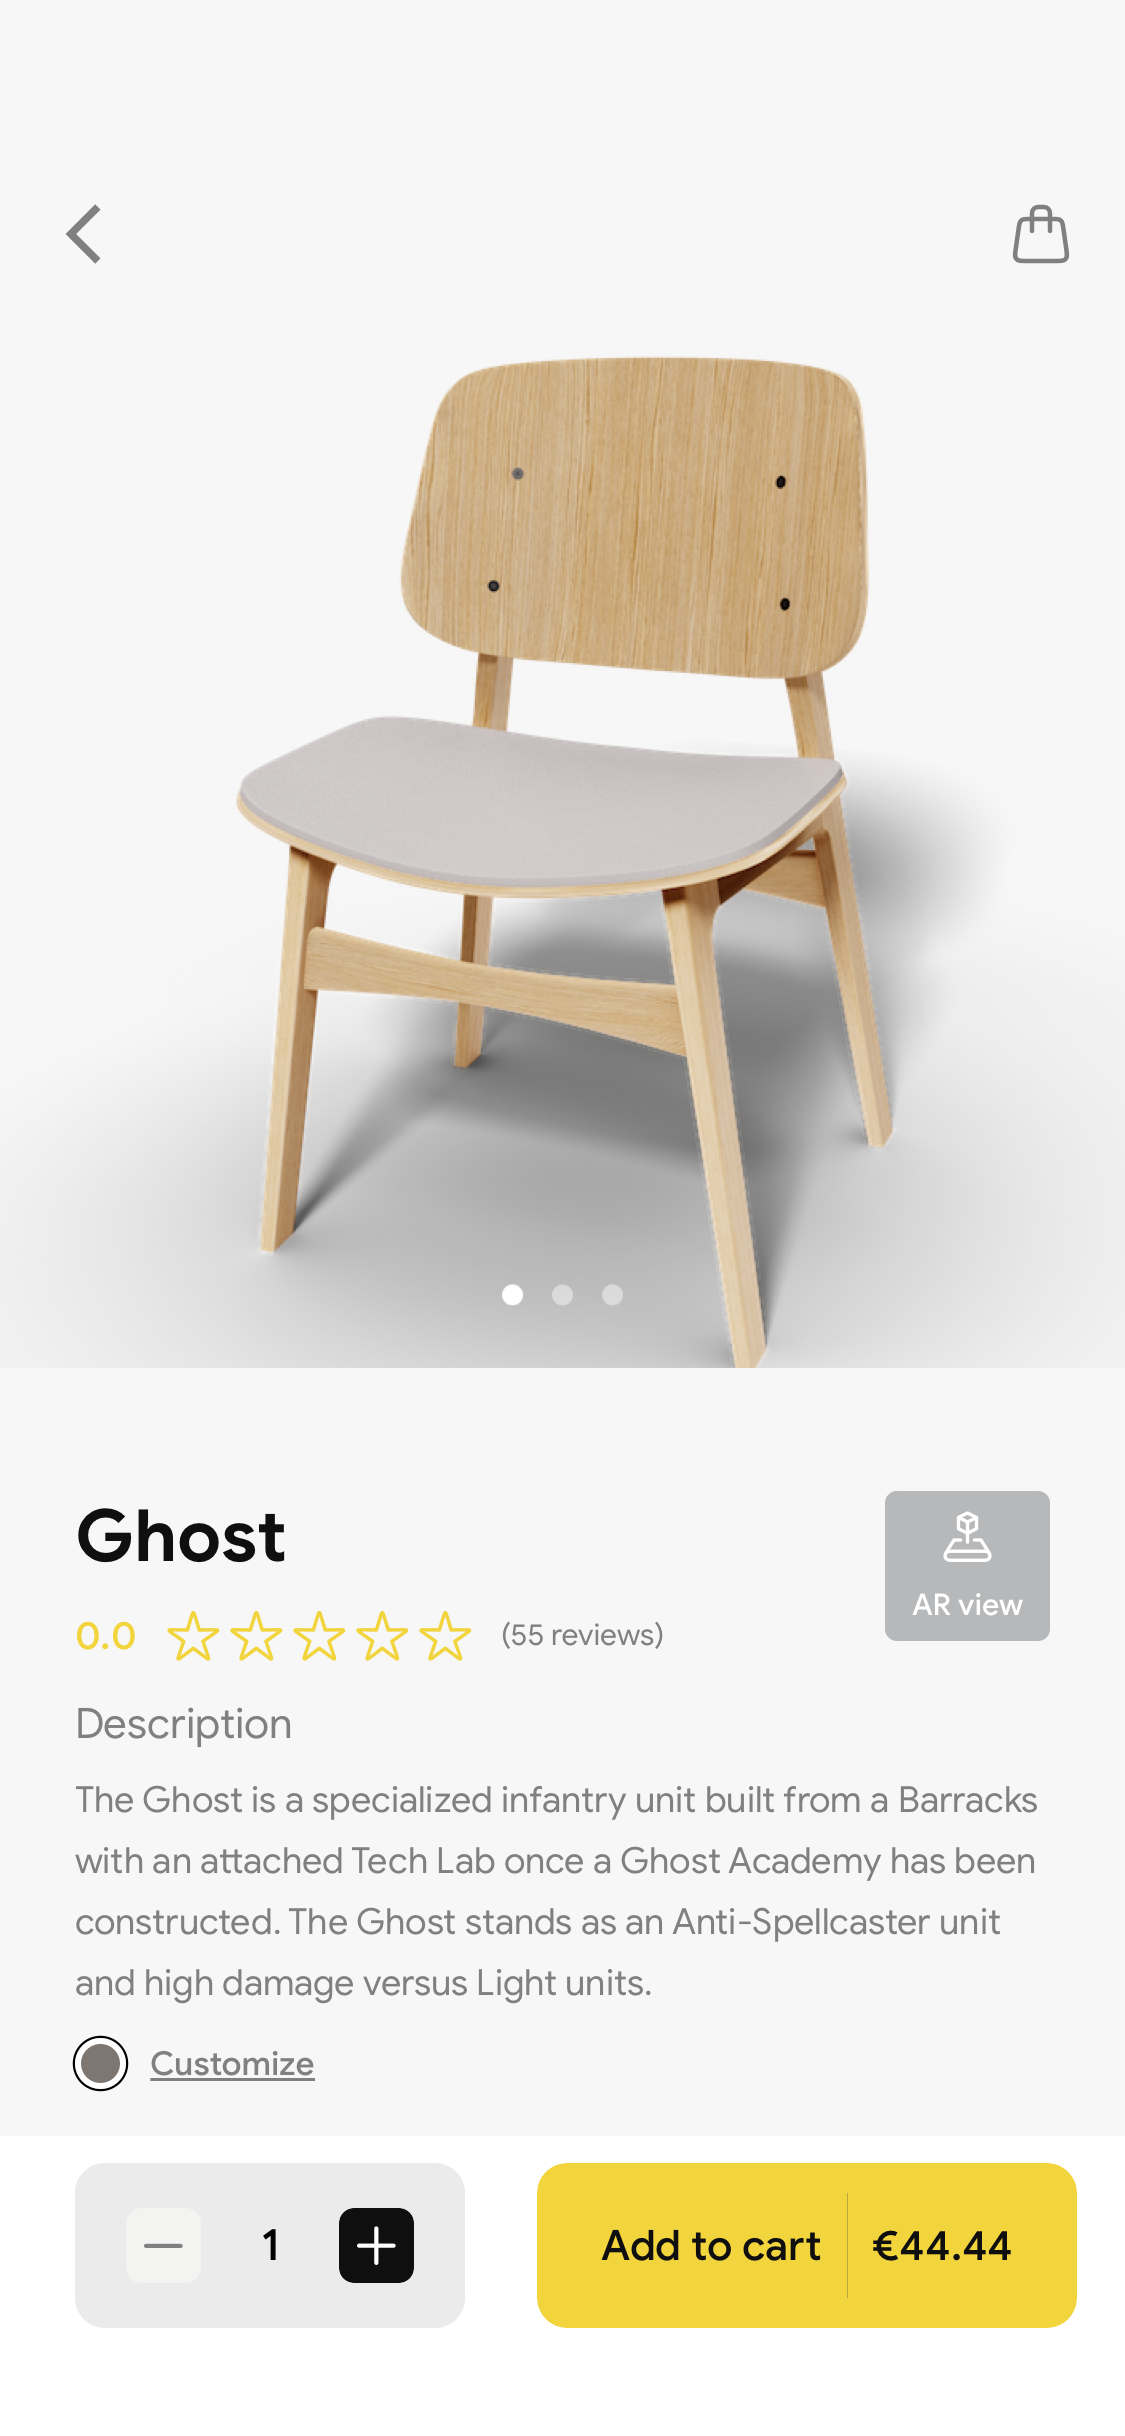 Ghost
AR view
0.0
(55 reviews)
Description
The Ghost is a specialized infantry unit built from a Barracks
with an attached Tech Lab once a Ghost Academy has been
constructed. The Ghost stands as an Anti-Spellcaster unit
and high damage versus Light units.
Customize
1
Add to cart
€44.44